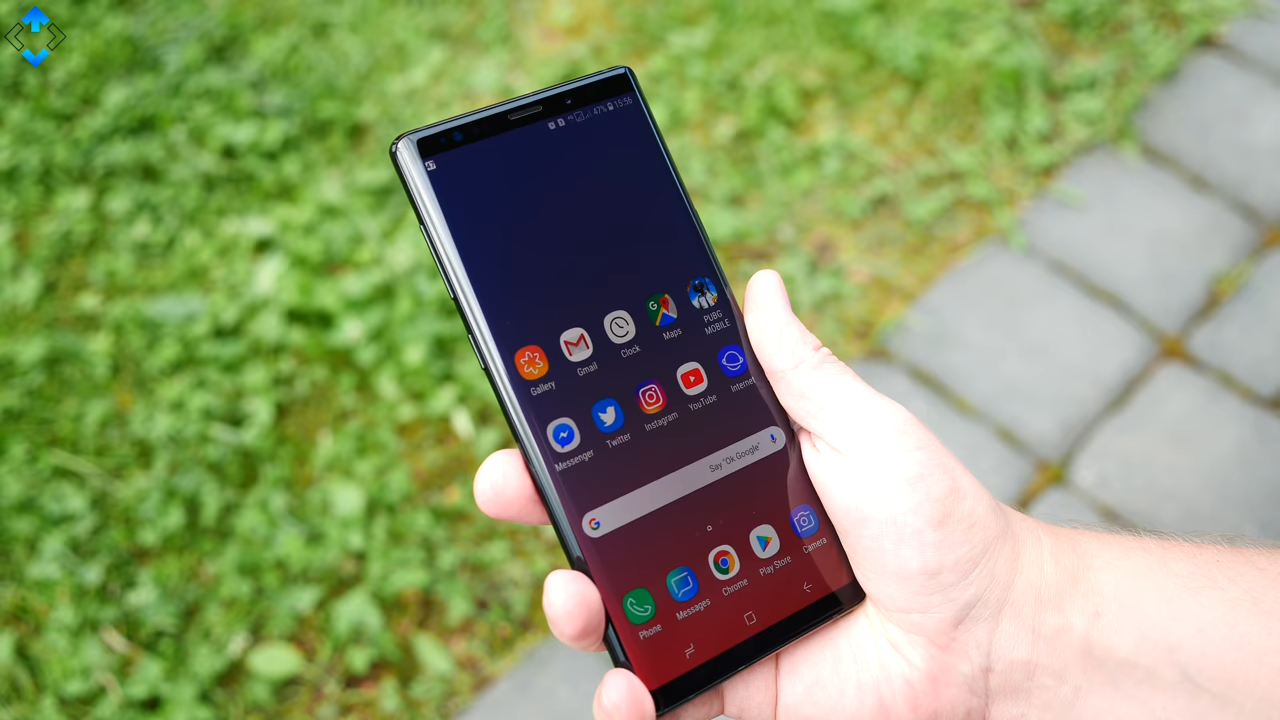 47% 15:56
Gallery
Gmail
Clock
Maps
PUBG
MOBILE
Messenger
Twitter
Instagram
YouTube
Internet
G
Say "Ok Google"
Phone
Messages
Chrome
Play Store
Camera